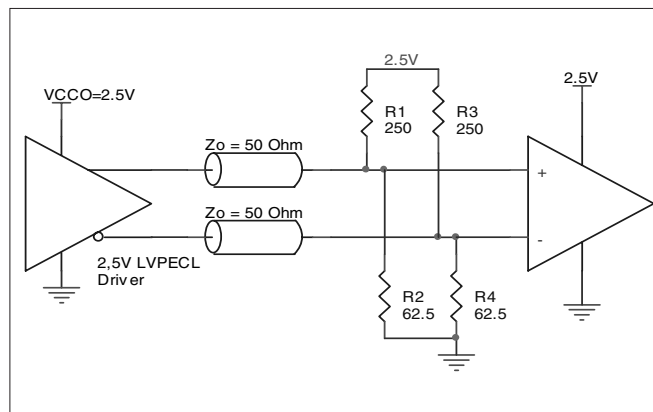 2.5V
VCCO=2.5V
2.5V
R1
250
R3
250
Zo = 50 Ohm
+
Zo = 50 Ohm
-
2,5V LVPECL
Driver
R2
62.5
R4
62.5